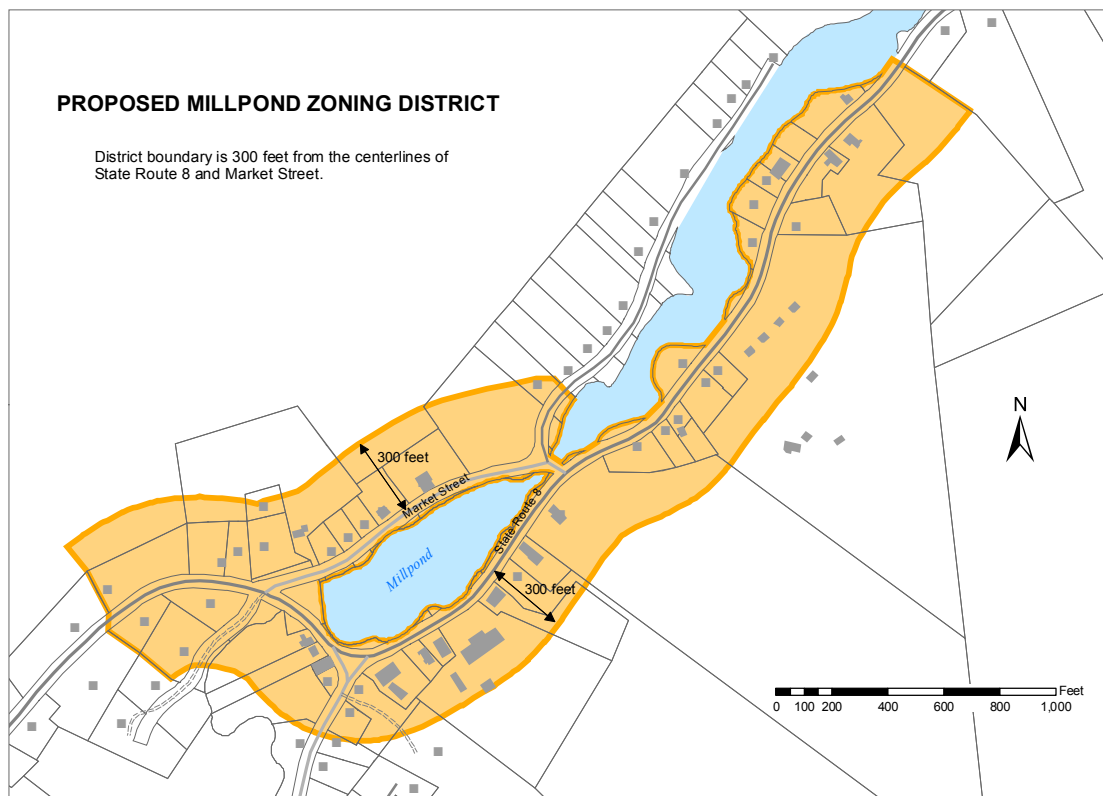 PROPOSED MILLPOND ZONING DISTRICT
District boundary is 300 feet from the centerlines of
State Route 8 and Market Street.
N
300 feet
Market Street
State Route 8
Millpond
300 feet
Feet
0 100 200 400 600 800 1,000